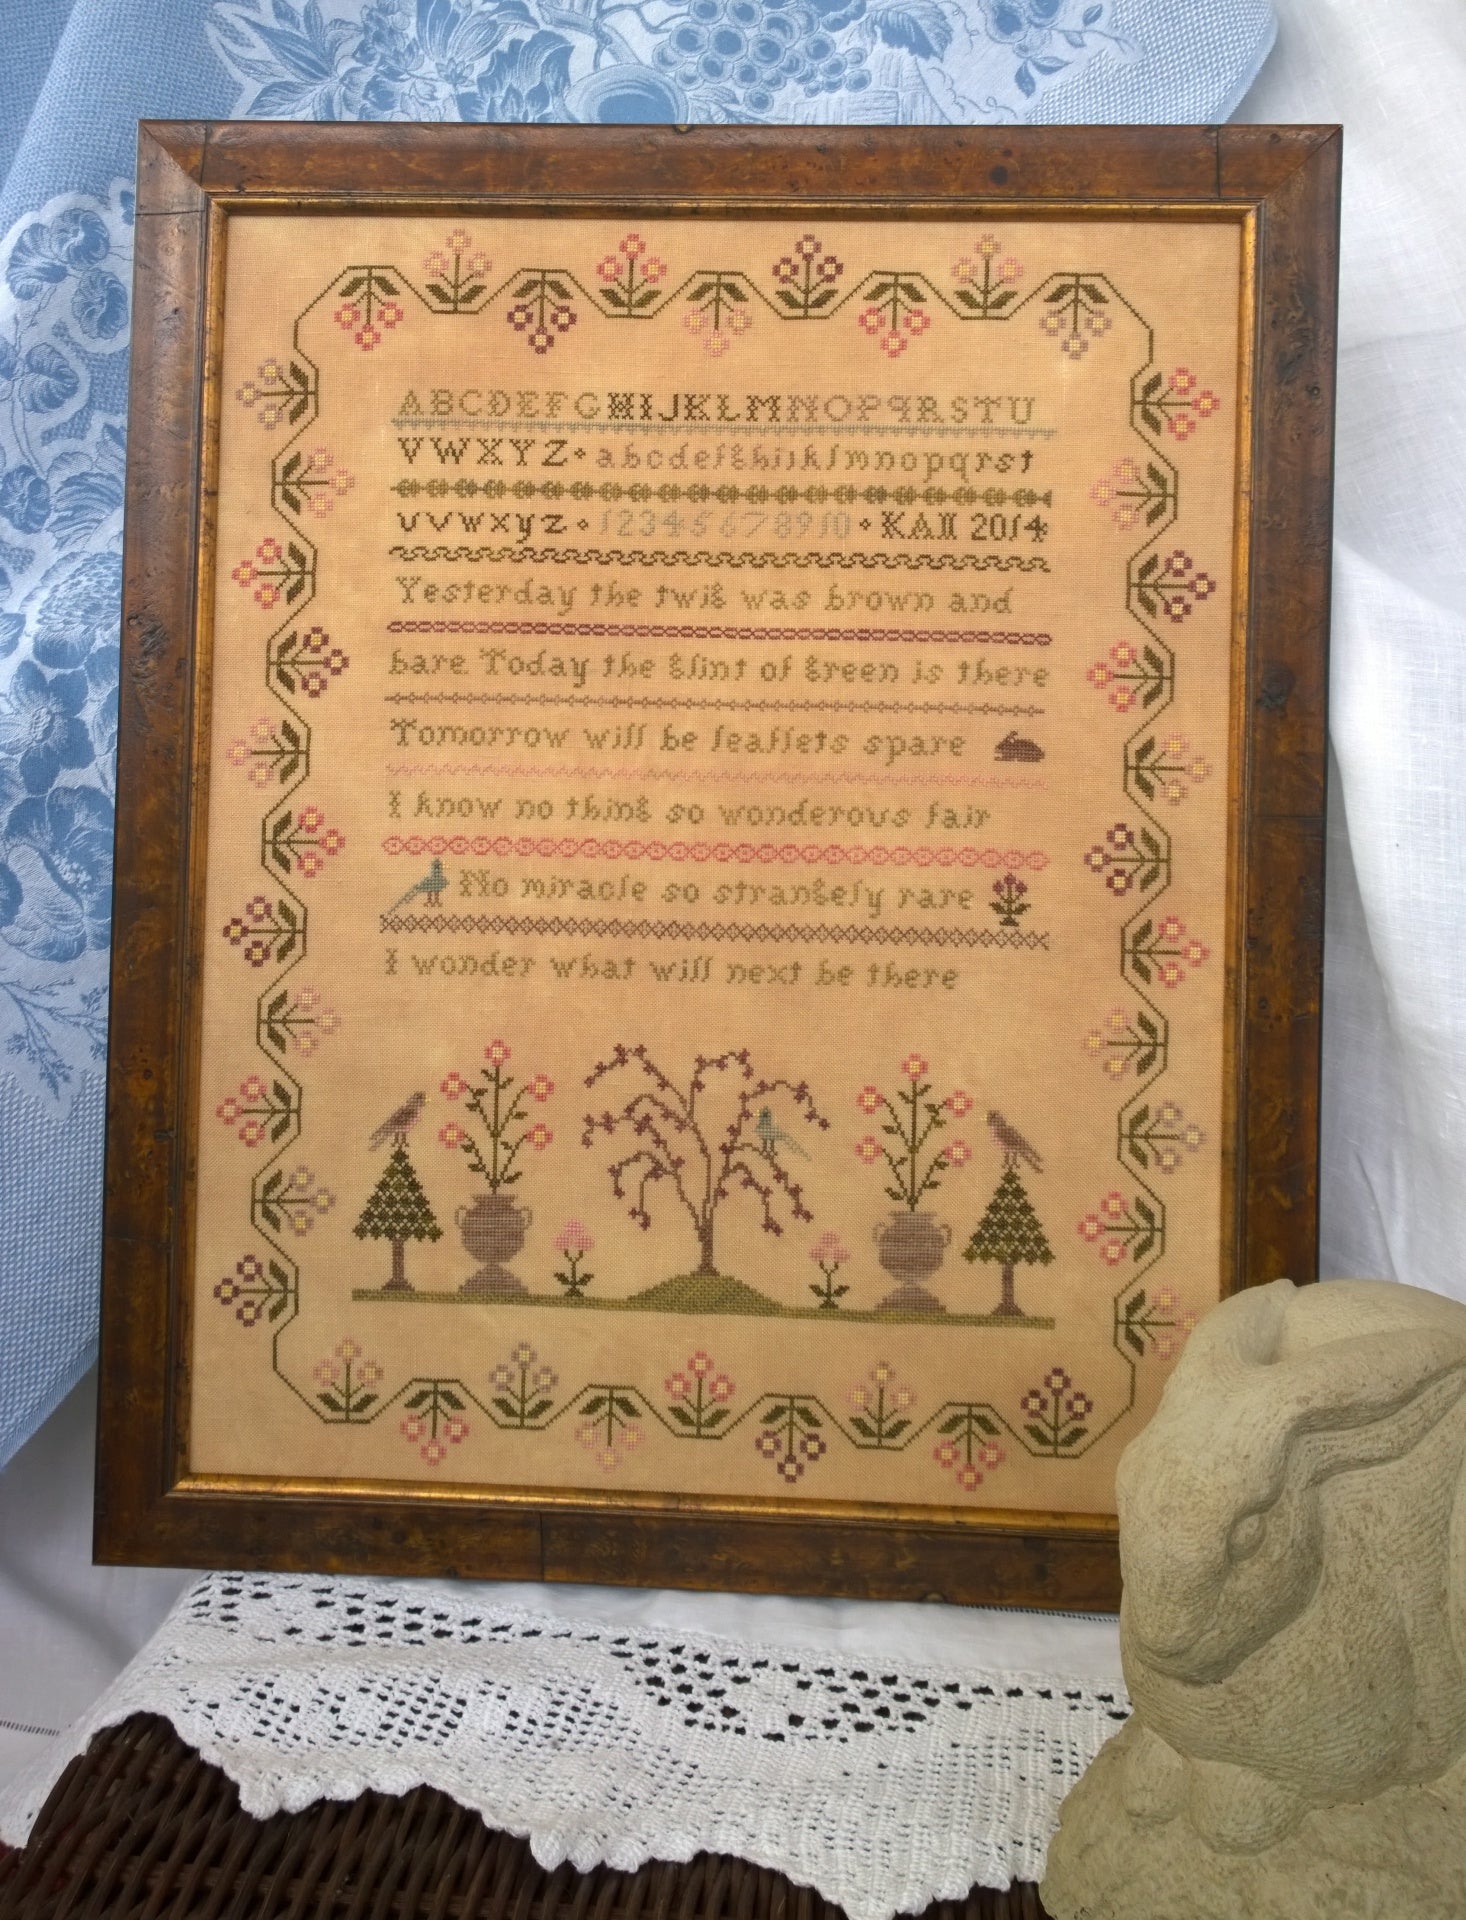 ABCDEFGHIJKLMNOPQRSTU
VWXYZ abcdefghijklmnopqrst
uvwxyz 12345678910 KAH 2014
Yesterday the twig was brown and
bare. Today the glint of green is there
Tomorrow will be leaflets spare
I know no thing so wonderous fair
No miracle so strangely rare
I wonder what will next be there